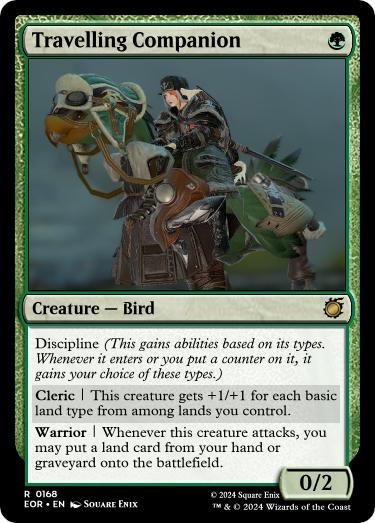 Travelling Companion
Creature — Bird
Discipline (This gains abilities based on its types.
Whenever it enters or you put a counter on it, it
gains your choice of these types.)
Cleric | This creature gets +1/+1 for each basic
land type from among lands you control.
Warrior | Whenever this creature attacks, you
may put a land card from your hand or
graveyard onto the battlefield.
0/2
R 0168
EOR • EN SQUARE ENIX
© 2024 Square Enix
™ & © 2024 Wizards of the Coast